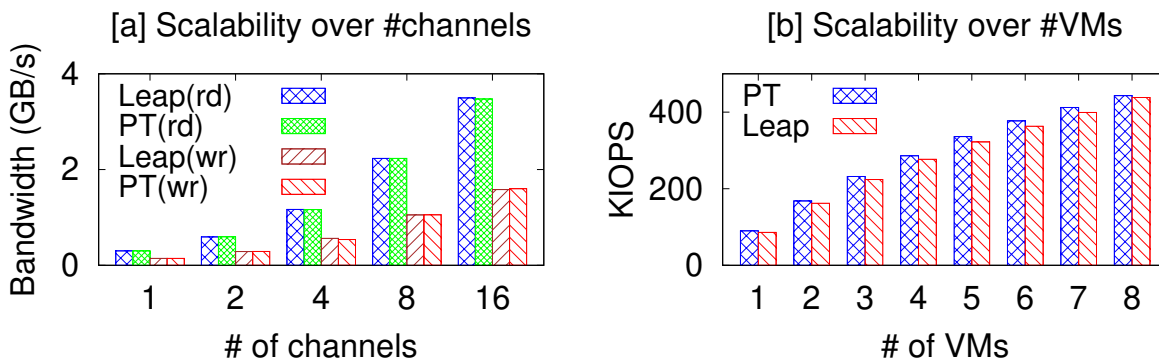 [a] Scalability over #channels
Bandwidth (GB/s)
4
2
0
Leap(rd)
PT(rd)
Leap(wr)
PT(wr)
1 2 4 8 16
# of channels
[b] Scalability over #VMs
KIOPS
400
200
0
PT
Leap
1 2 3 4 5 6 7 8
# of VMs